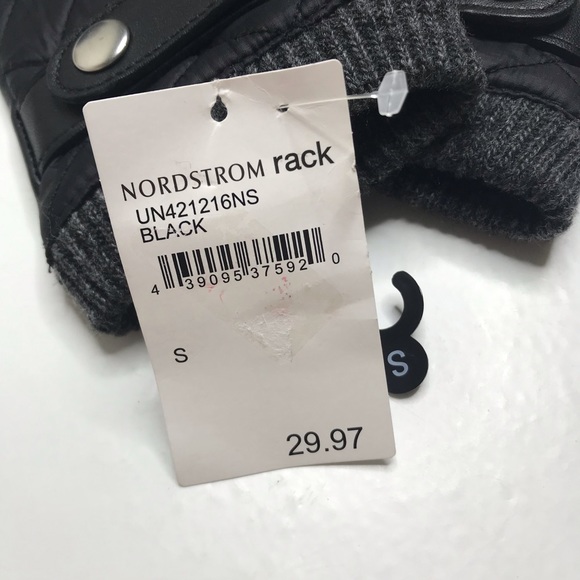 NORDSTROM rack
UN421216NS
BLACK
4 39095 37592 0
S
S
29.97